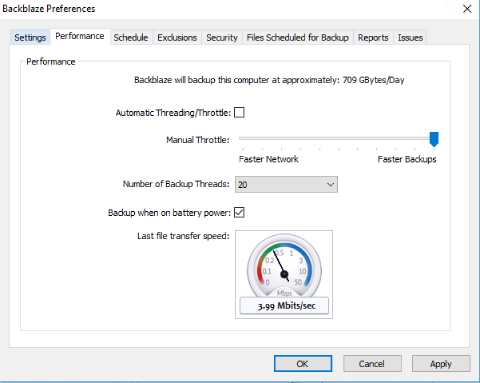 Backblaze Preferences
Settings Performance Schedule Exclusions Security Files Scheduled for Backup Reports Issues
Performance
Backblaze will backup this computer at approximately: 709 GBytes/Day
Automatic Threading/Throttle:
Manual Throttle:
Faster Network Faster Backups
Number of Backup Threads: 20
Backup when on battery power:
Last file transfer speed:
0.5 1
0.2 3
0.1 10
0 50
Mbps
3.99 Mbits/sec
OK Cancel Apply